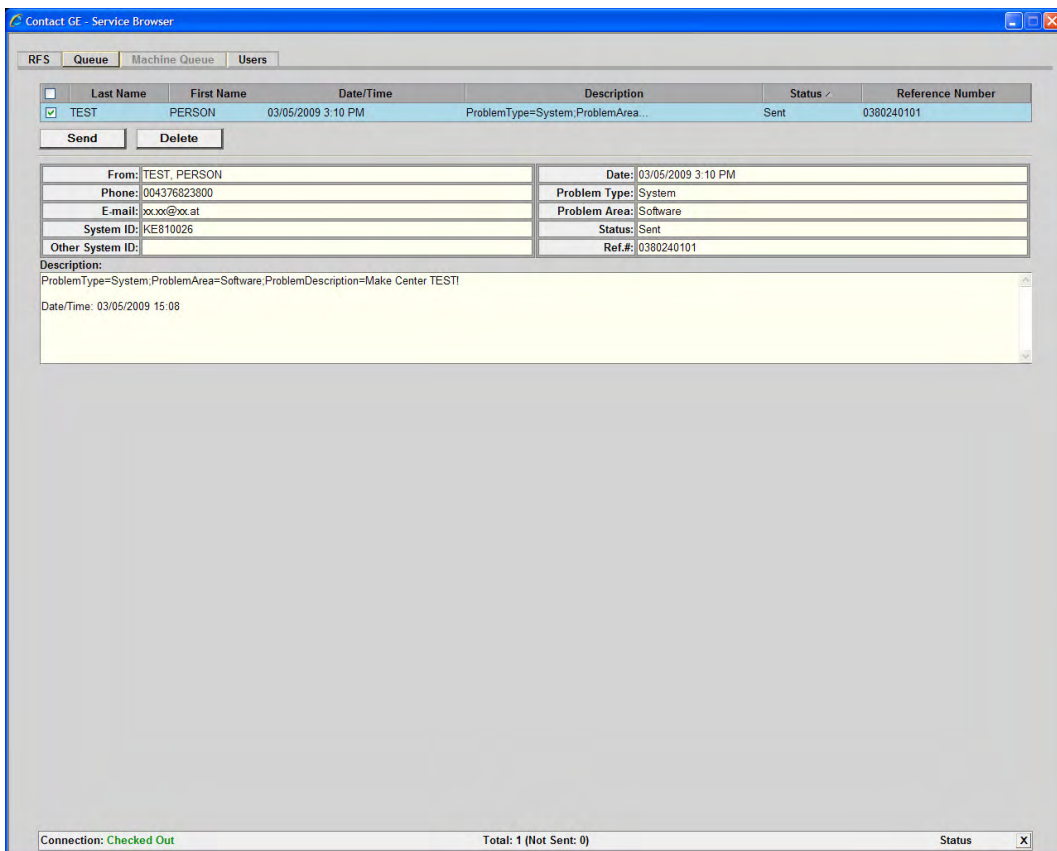 Contact GE - Service Browser
RFS Queue Machine Queue Users
Last Name First Name Date/Time Description Status Reference Number
TEST PERSON 03/05/2009 3:10 PM ProblemType=System;ProblemArea... Sent 0380240101
Send Delete
From: TEST, PERSON Date: 03/05/2009 3:10 PM
Phone: 004376823800 Problem Type: System
E-mail: xx.xx@xx.at Problem Area: Software
System ID: KE810026 Status: Sent
Other System ID: Ref.#: 0380240101
Description:
ProblemType=System;ProblemArea=Software;ProblemDescription=Make Center TEST!
Date/Time: 03/05/2009 15:08
Connection: Checked Out Total: 1 (Not Sent: 0) Status X